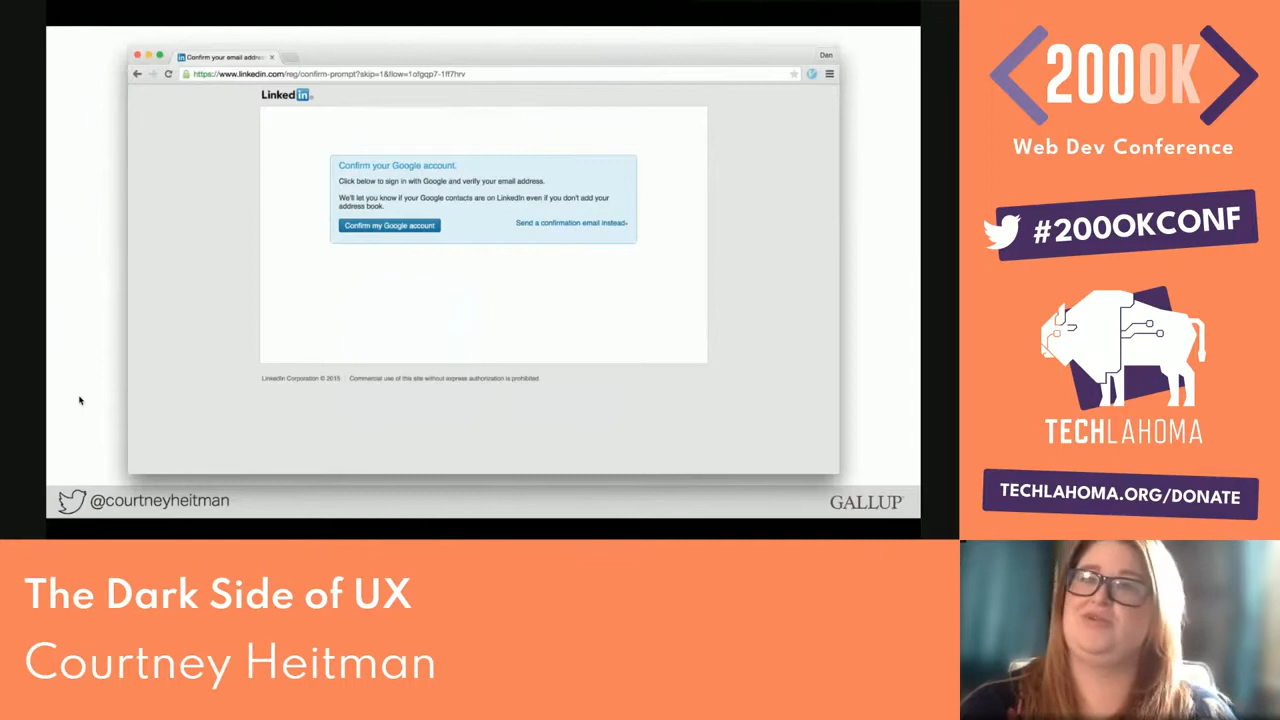 Confirm your email addres
Dan
https://www.linkedin.com/reg/confirm-prompt?skip=1&flow=1ofgqp7-1ff7hrv
Linked in
Confirm your Google account.
Click below to sign in with Google and verify your email address.
We'll let you know if your Google contacts are on LinkedIn even if you don't add your
address book.
Confirm my Google account
Send a confirmation email instead›
LinkedIn Corporation © 2015 | Commercial use of this site without express authorization is prohibited.
@courtneyheitman
GALLUP
200OK
Web Dev Conference
#200OKCONF
TECHLAHOMA
TECHLAHOMA.ORG/DONATE
The Dark Side of UX
Courtney Heitman